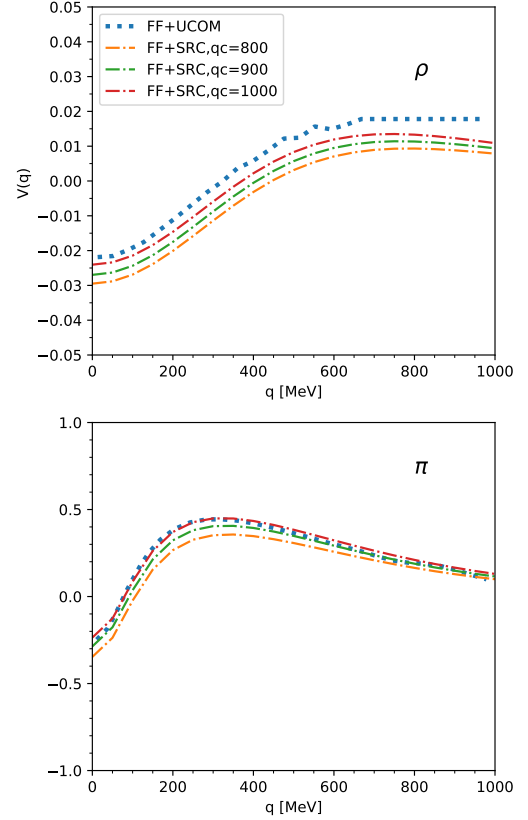 0.05
0.04
0.03
0.02
0.01
0.00
−0.01
−0.02
−0.03
−0.04
−0.05
V(q)
FF+UCOM
FF+SRC,qc=800
FF+SRC,qc=900
FF+SRC,qc=1000
ρ
0 200 400 600 800 1000
q [MeV]
1.0
0.5
0.0
−0.5
−1.0
π
0 200 400 600 800 1000
q [MeV]